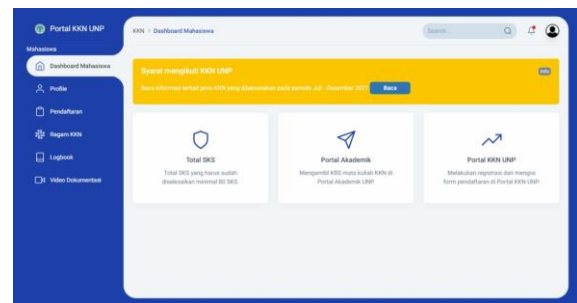 Portal KKN UNP
KKN > Dashboard Mahasiswa
Search...
Mahasiswa
Dashboard Mahasiswa
Profile
Pendaftaran
Ragam KKN
Logbook
Video Dokumentasi
Syarat mengikuti KKN UNP
Baca informasi terkait jenis KKN yang dilaksanakan pada periode Juli - Desember 2021
Baca
Total SKS
Total SKS yang harus sudah
diselesaikan minimal 80 SKS.
Portal Akademik
Mengambil KRS mata kuliah KKN di
Portal Akademik UNP.
Portal KKN UNP
Melakukan registrasi dan mengisi
form pendaftaran di Portal KKN UNP.